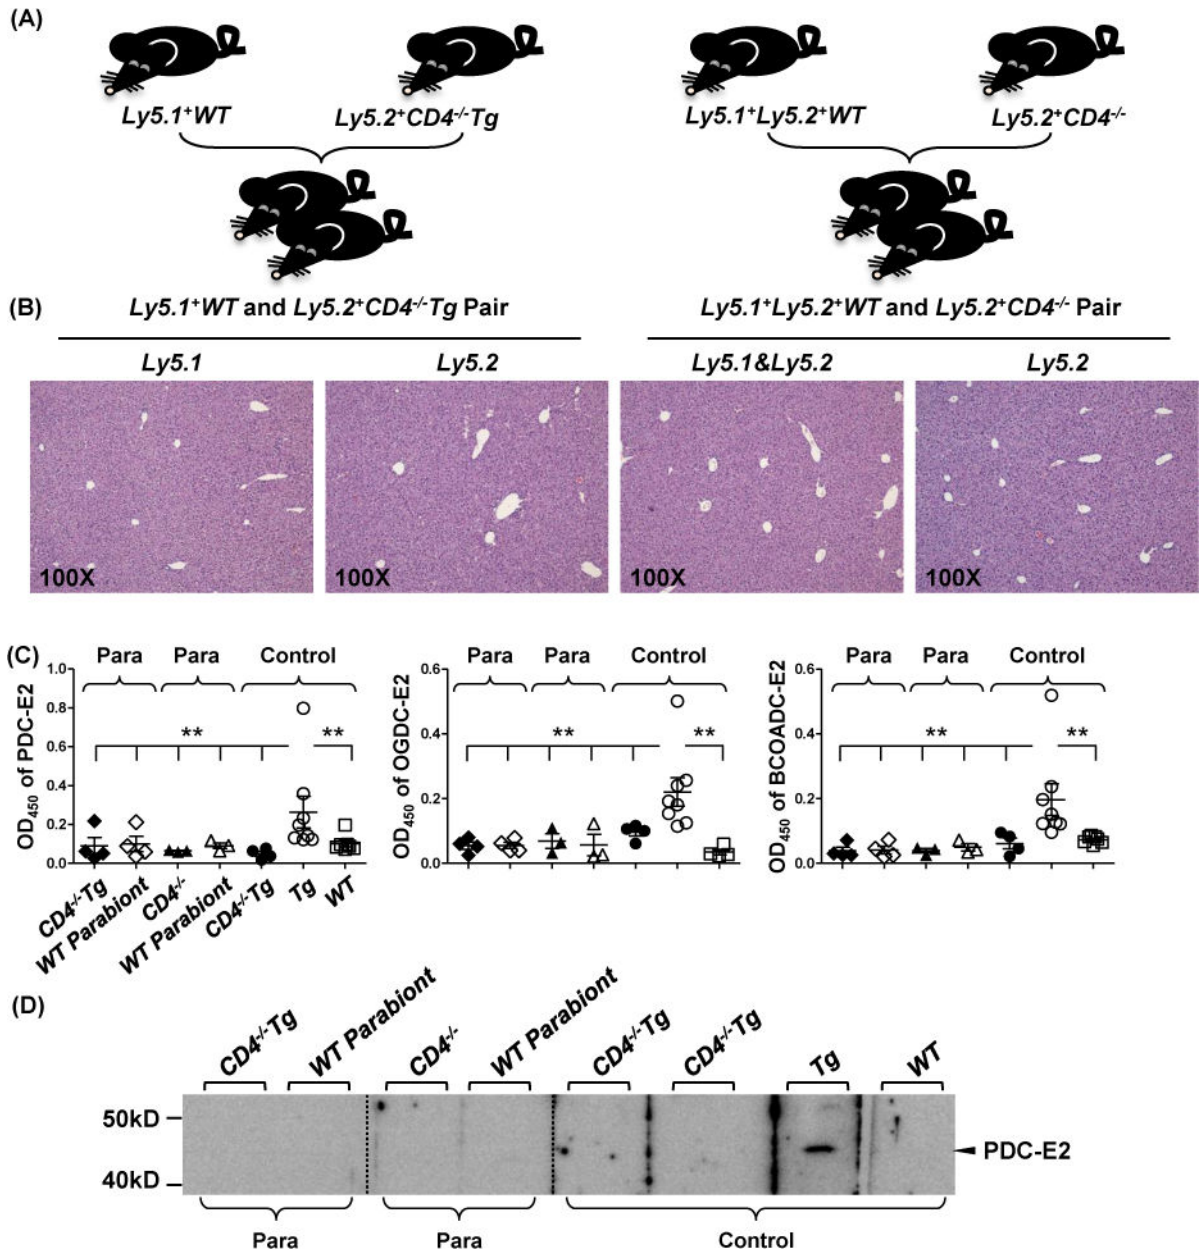 (A)
Ly5.1⁺WT Ly5.2⁺CD4⁻/⁻Tg Ly5.1⁺Ly5.2⁺WT Ly5.2⁺CD4⁻/⁻
(B) Ly5.1⁺WT and Ly5.2⁺CD4⁻/⁻Tg Pair Ly5.1⁺Ly5.2⁺WT and Ly5.2⁺CD4⁻/⁻ Pair
Ly5.1 Ly5.2 Ly5.1&Ly5.2 Ly5.2
100X 100X 100X 100X
(C)
OD₄₅₀ of PDC-E2
1.0
0.8
0.6
0.4
0.2
0.0
Para Para Control
** **
CD4⁻/⁻Tg
WT Parabiont
CD4⁻/⁻
WT Parabiont
CD4⁻/⁻Tg
Tg
WT
OD₄₅₀ of OGDC-E2
0.6
0.4
0.2
0.0
Para Para Control
** **
OD₄₅₀ of BCOADC-E2
0.6
0.4
0.2
0.0
Para Para Control
** **
(D)
CD4⁻/⁻Tg WT Parabiont CD4⁻/⁻ WT Parabiont CD4⁻/⁻Tg CD4⁻/⁻Tg Tg WT
50kD
PDC-E2
40kD
Para Para Control